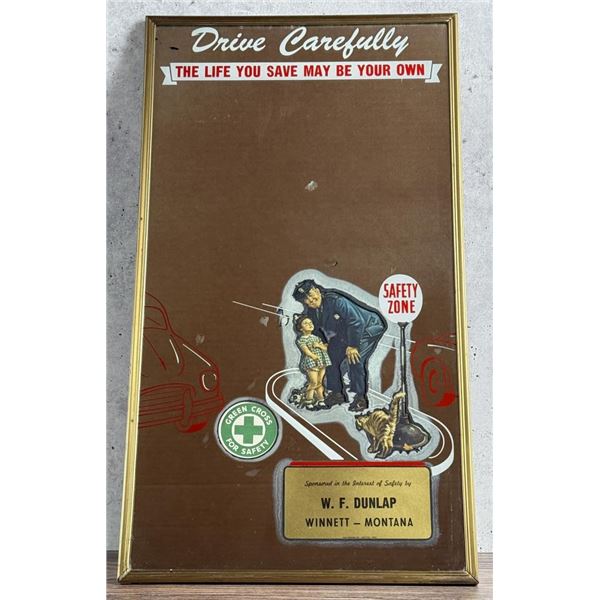 Drive Carefully
THE LIFE YOU SAVE MAY BE YOUR OWN
SAFETY
ZONE
GREEN CROSS
FOR SAFETY
Sponsored in the Interest of Safety by
W. F. DUNLAP
WINNETT – MONTANA